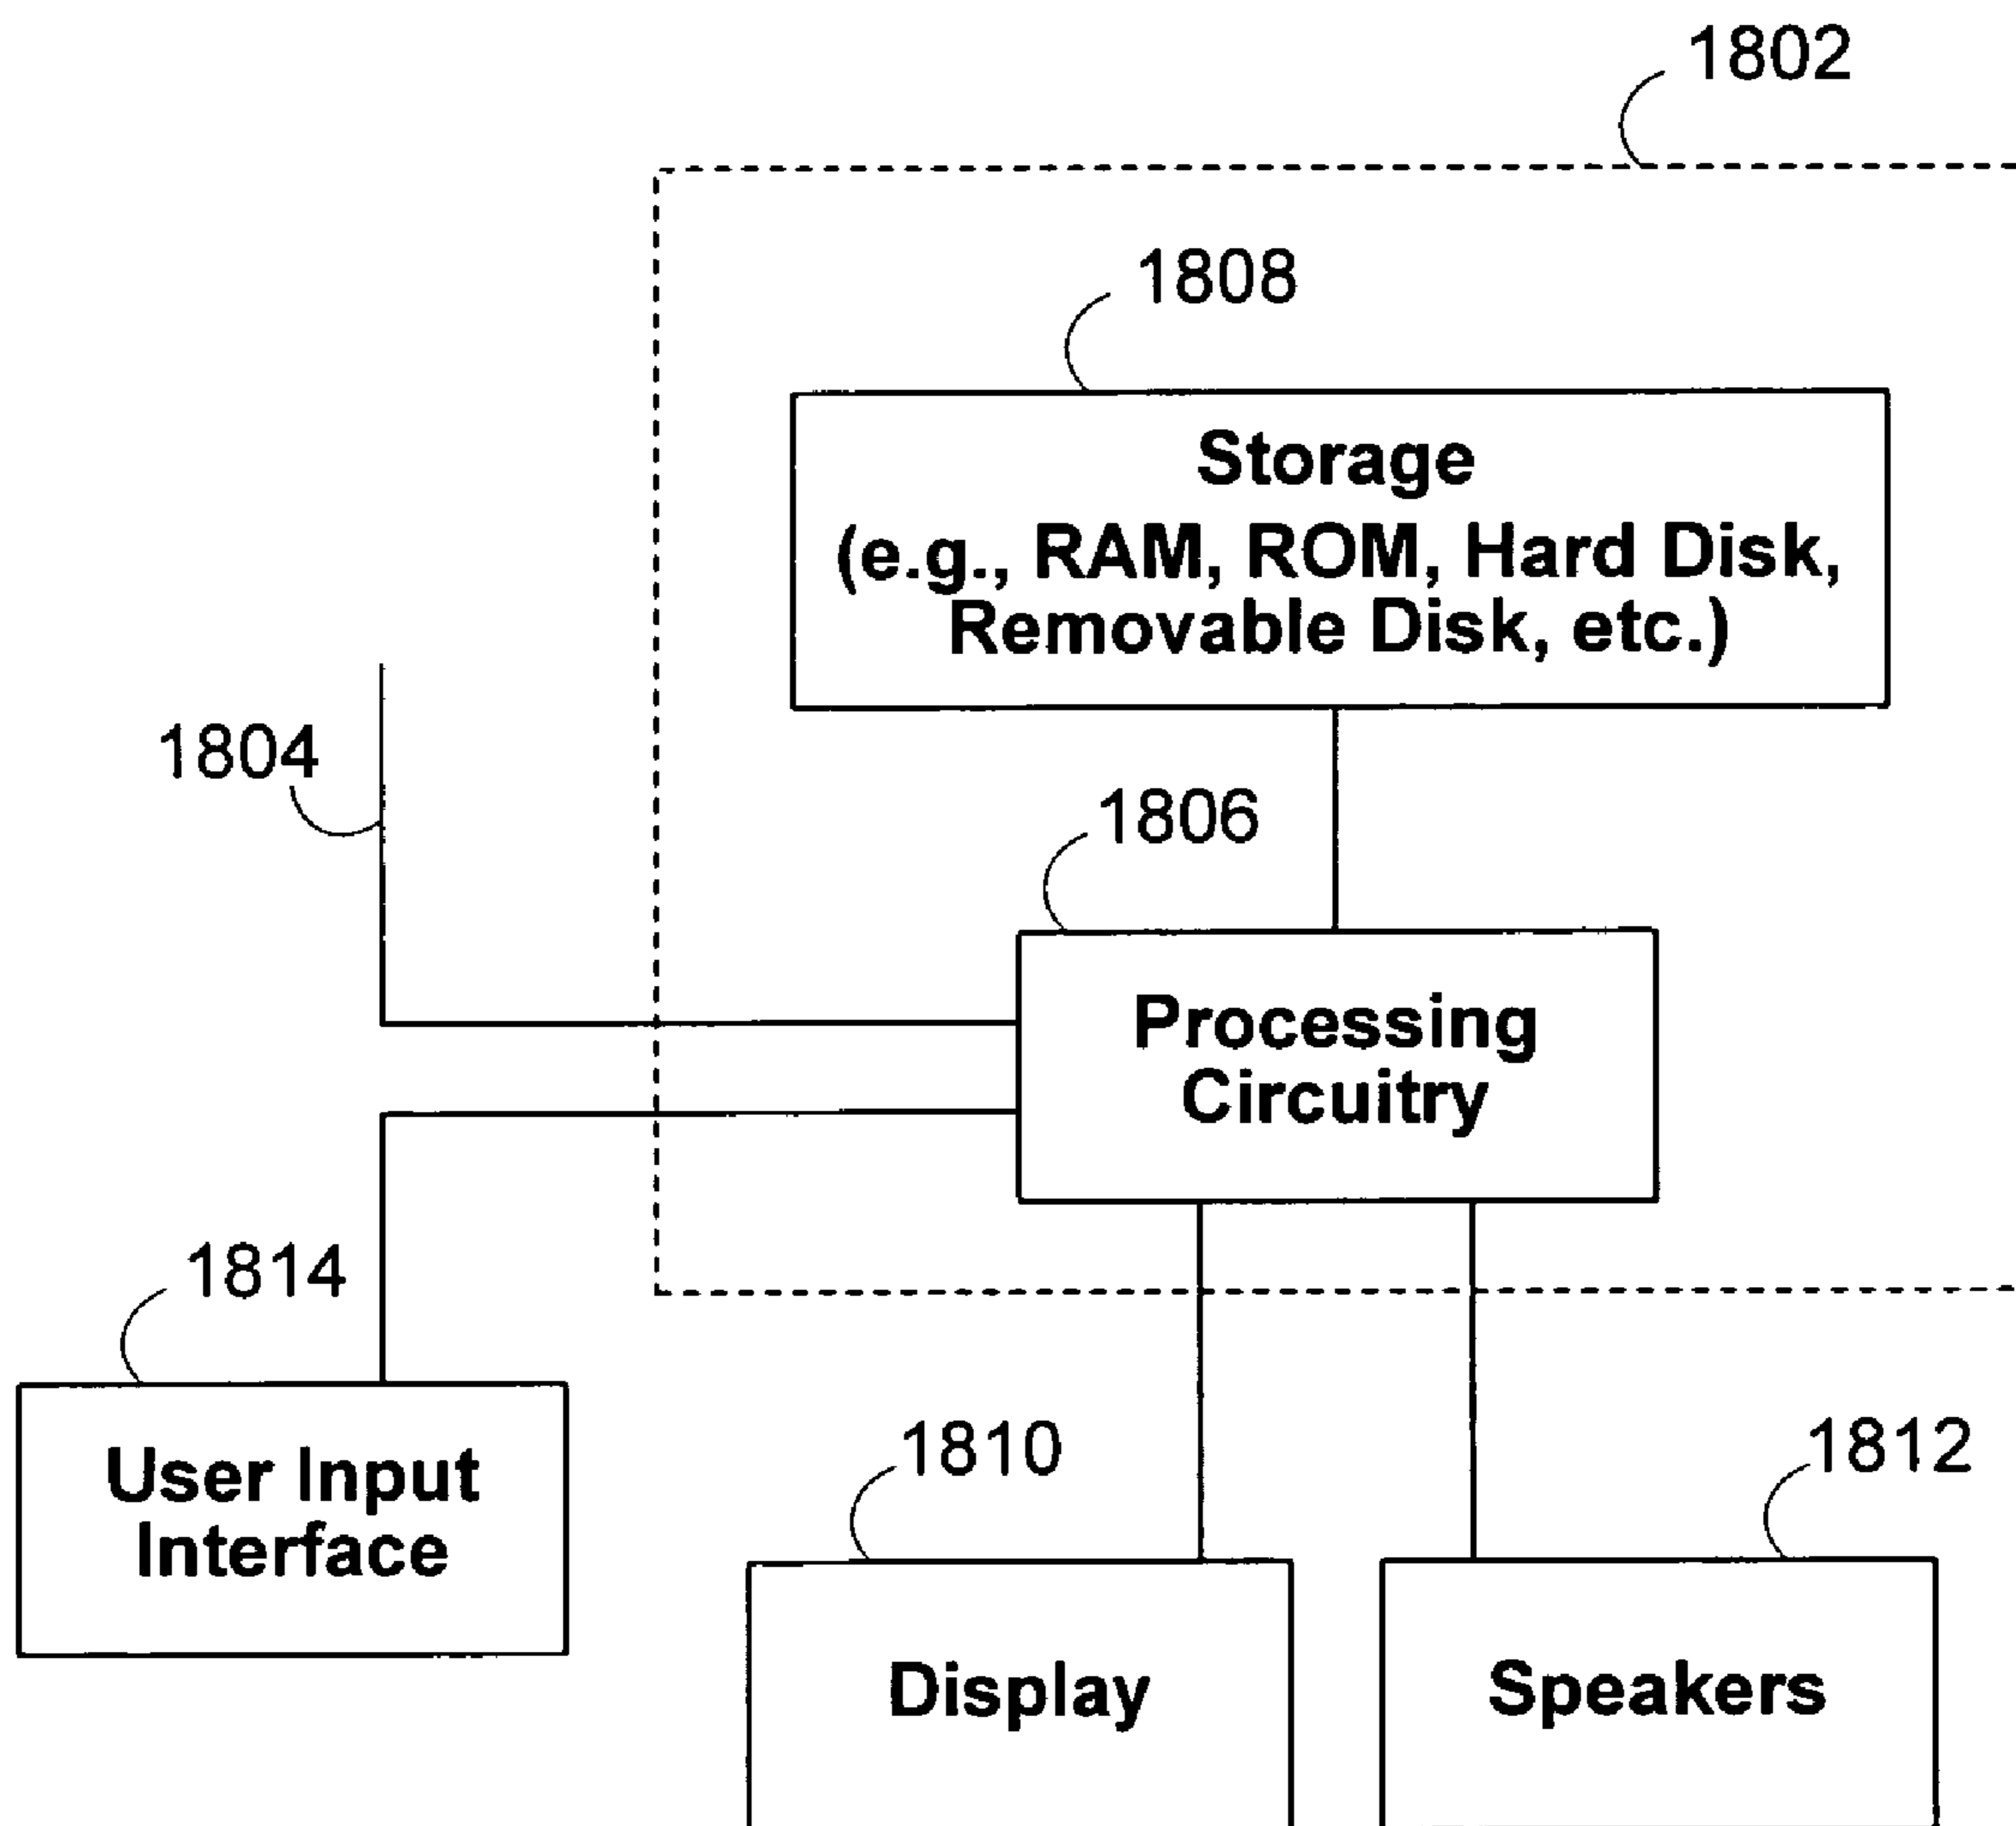 1802
1808
Storage
(e.g., RAM, ROM, Hard Disk,
Removable Disk, etc.)
1804
1806
Processing
Circuitry
1814
User Input
Interface
1810
Display
1812
Speakers